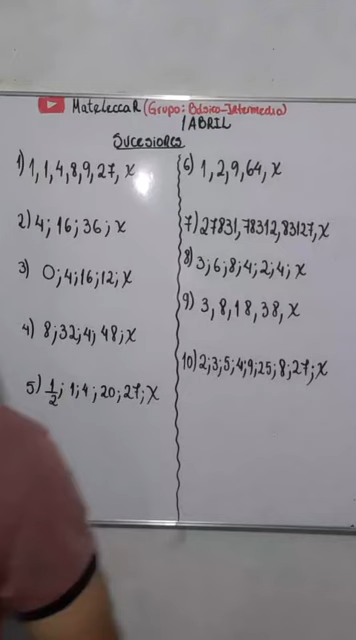 MateleccaR (Grupo: Básico-Intermedia)
1 ABRIL
Sucesiones
1) 1, 1, 4, 8, 9, 27, x
2) 4; 16; 36; x
3) 0; 4; 16; 12; x
4) 8; 32; 4; 48; x
5) 1/2; 1; 4; 20; 27; x
6) 1, 2, 9, 64, x
7) 27831, 78312, 83127, x
8) 3; 6; 8; 4; 2; 4; x
9) 3, 8, 18, 38, x
10) 2; 3; 5; 4; 9; 25; 8; 27; x